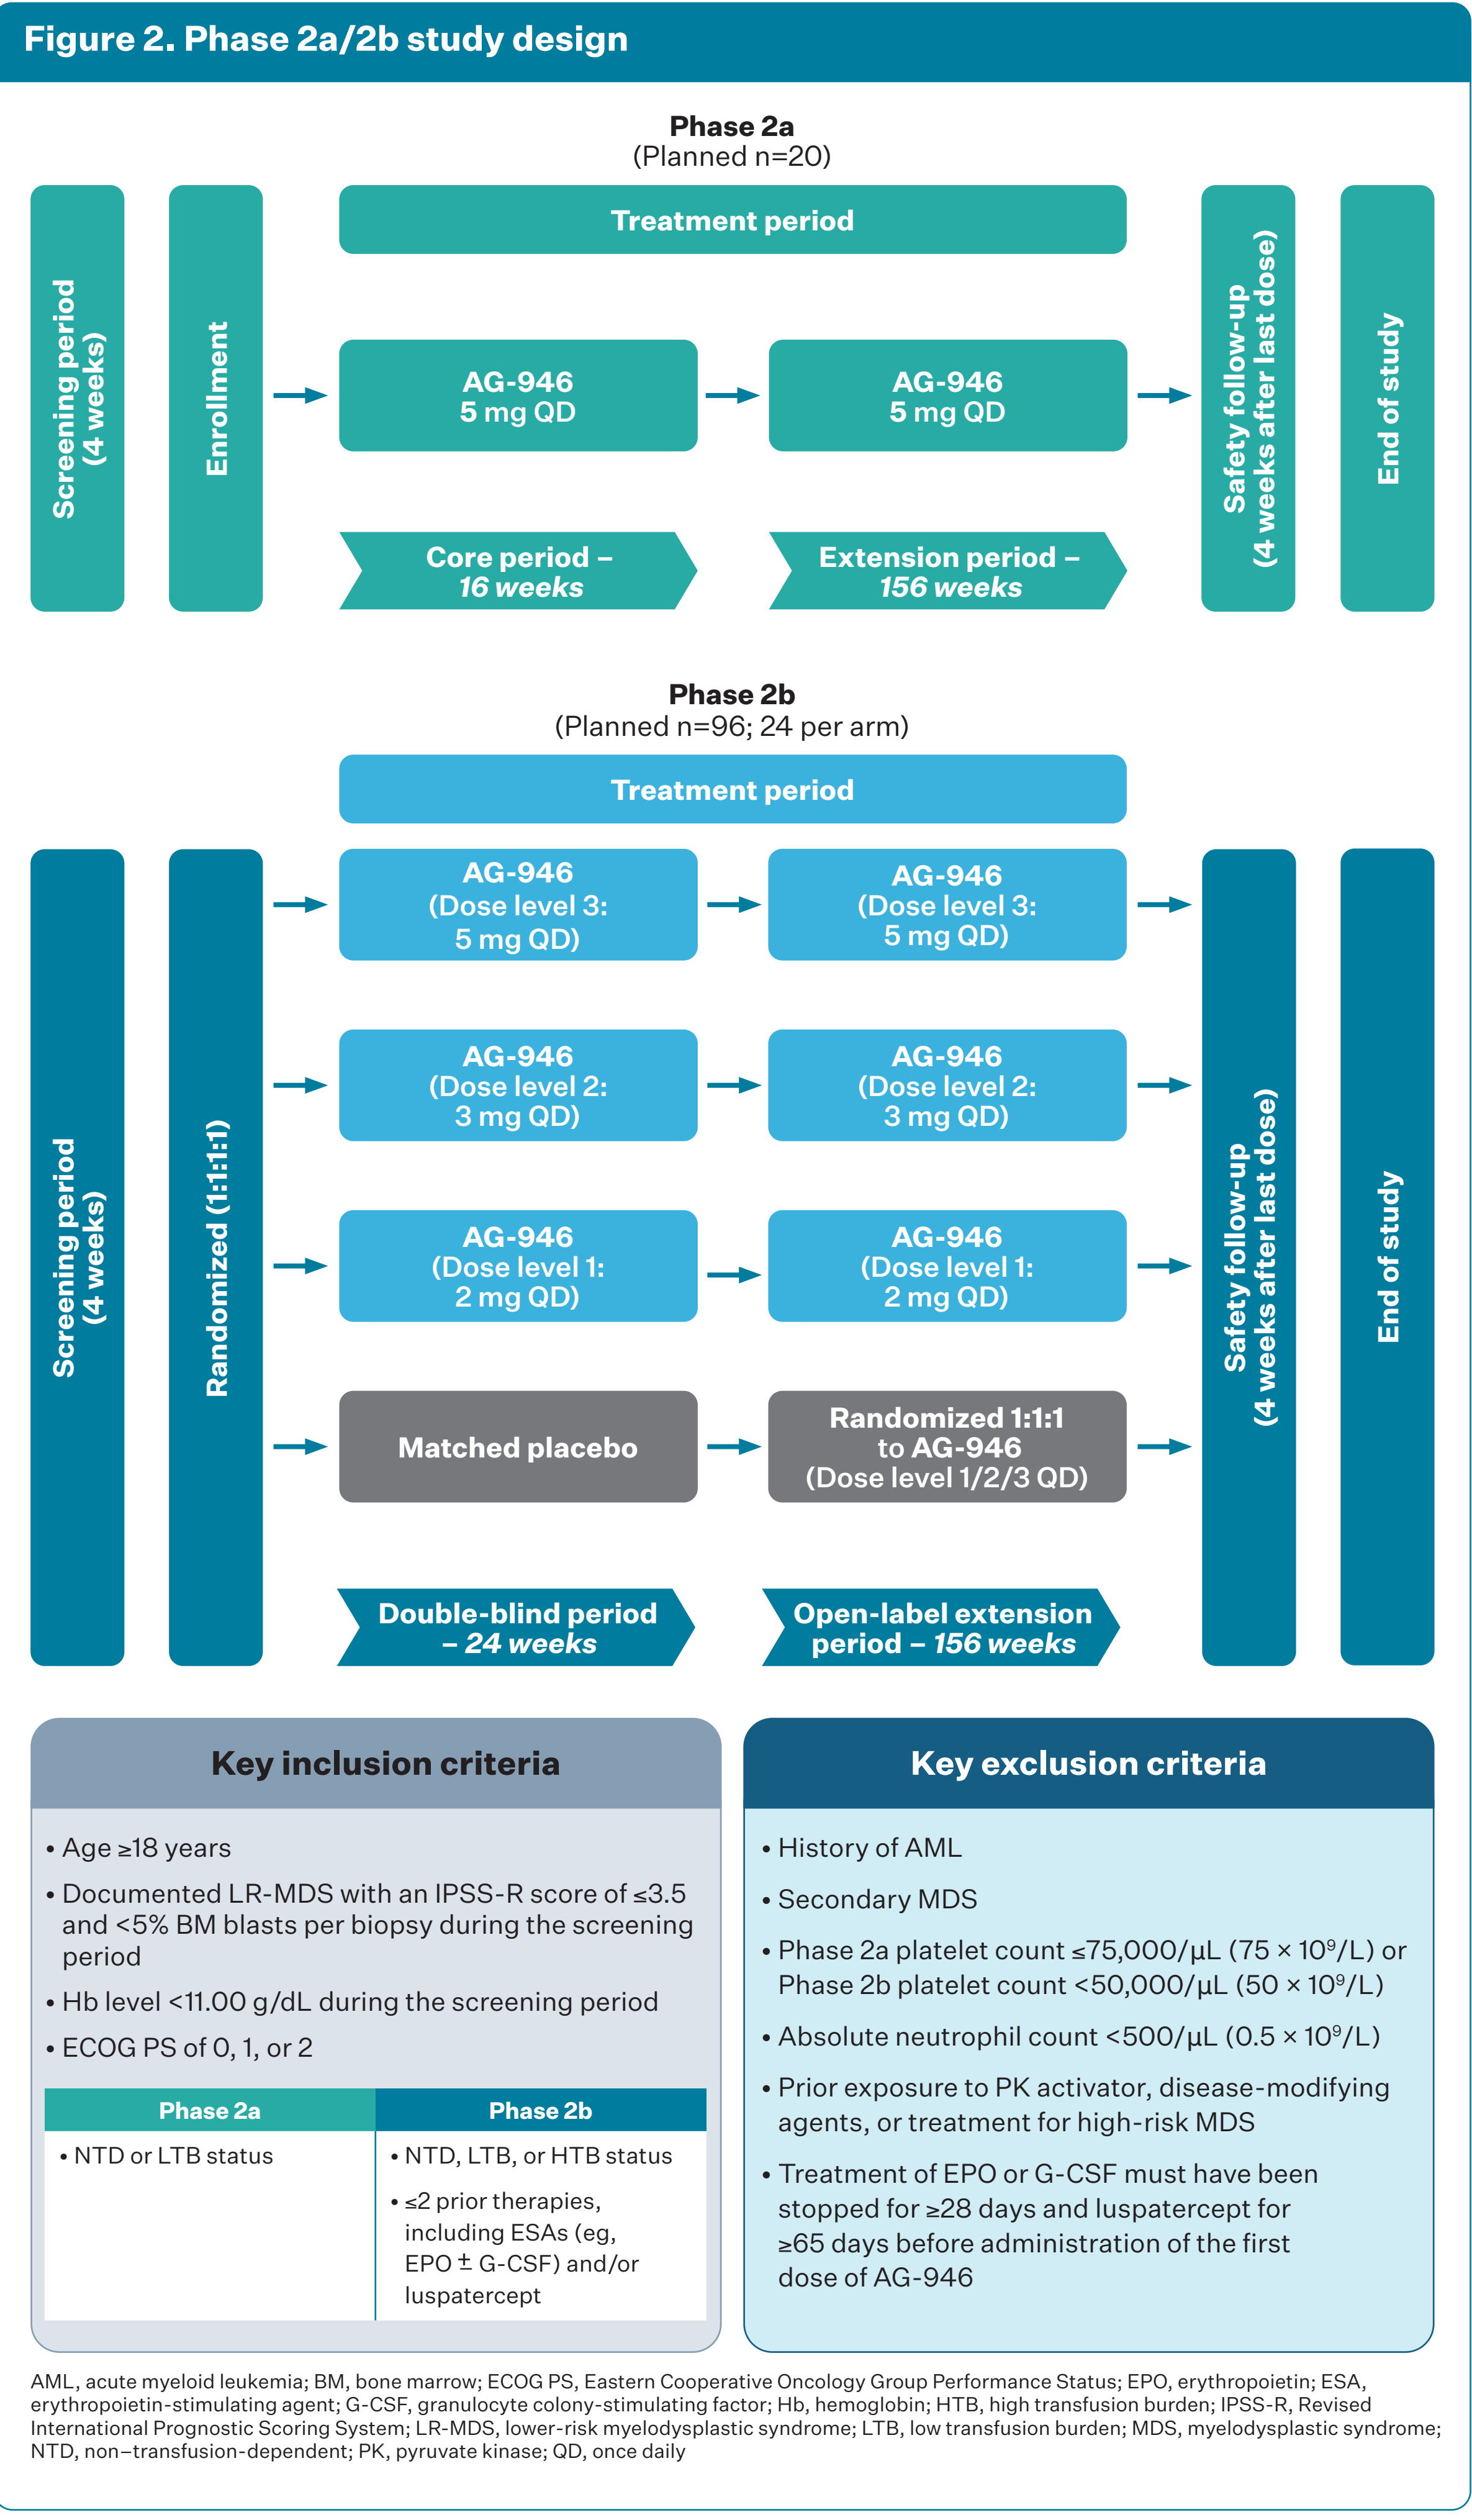 Figure 2. Phase 2a/2b study design
Phase 2a
(Planned n=20)
Screening period
(4 weeks)
Enrollment
Treatment period
AG-946
5 mg QD
AG-946
5 mg QD
Core period –
16 weeks
Extension period –
156 weeks
Safety follow-up
(4 weeks after last dose)
End of study
Phase 2b
(Planned n=96; 24 per arm)
Treatment period
Screening period
(4 weeks)
Randomized (1:1:1:1)
AG-946
(Dose level 3:
5 mg QD)
AG-946
(Dose level 3:
5 mg QD)
AG-946
(Dose level 2:
3 mg QD)
AG-946
(Dose level 2:
3 mg QD)
AG-946
(Dose level 1:
2 mg QD)
AG-946
(Dose level 1:
2 mg QD)
Matched placebo
Randomized 1:1:1
to AG-946
(Dose level 1/2/3 QD)
Double-blind period
– 24 weeks
Open-label extension
period – 156 weeks
Safety follow-up
(4 weeks after last dose)
End of study
Key inclusion criteria
• Age ≥18 years
• Documented LR-MDS with an IPSS-R score of ≤3.5
and <5% BM blasts per biopsy during the screening
period
• Hb level <11.00 g/dL during the screening period
• ECOG PS of 0, 1, or 2
Phase 2a
• NTD or LTB status
Phase 2b
• NTD, LTB, or HTB status
• ≤2 prior therapies,
including ESAs (eg,
EPO ± G-CSF) and/or
luspatercept
Key exclusion criteria
• History of AML
• Secondary MDS
• Phase 2a platelet count ≤75,000/μL (75 × 10⁹/L) or
Phase 2b platelet count <50,000/μL (50 × 10⁹/L)
• Absolute neutrophil count <500/μL (0.5 × 10⁹/L)
• Prior exposure to PK activator, disease-modifying
agents, or treatment for high-risk MDS
• Treatment of EPO or G-CSF must have been
stopped for ≥28 days and luspatercept for
≥65 days before administration of the first
dose of AG-946
AML, acute myeloid leukemia; BM, bone marrow; ECOG PS, Eastern Cooperative Oncology Group Performance Status; EPO, erythropoietin; ESA,
erythropoietin-stimulating agent; G-CSF, granulocyte colony-stimulating factor; Hb, hemoglobin; HTB, high transfusion burden; IPSS-R, Revised
International Prognostic Scoring System; LR-MDS, lower-risk myelodysplastic syndrome; LTB, low transfusion burden; MDS, myelodysplastic syndrome;
NTD, non–transfusion-dependent; PK, pyruvate kinase; QD, once daily